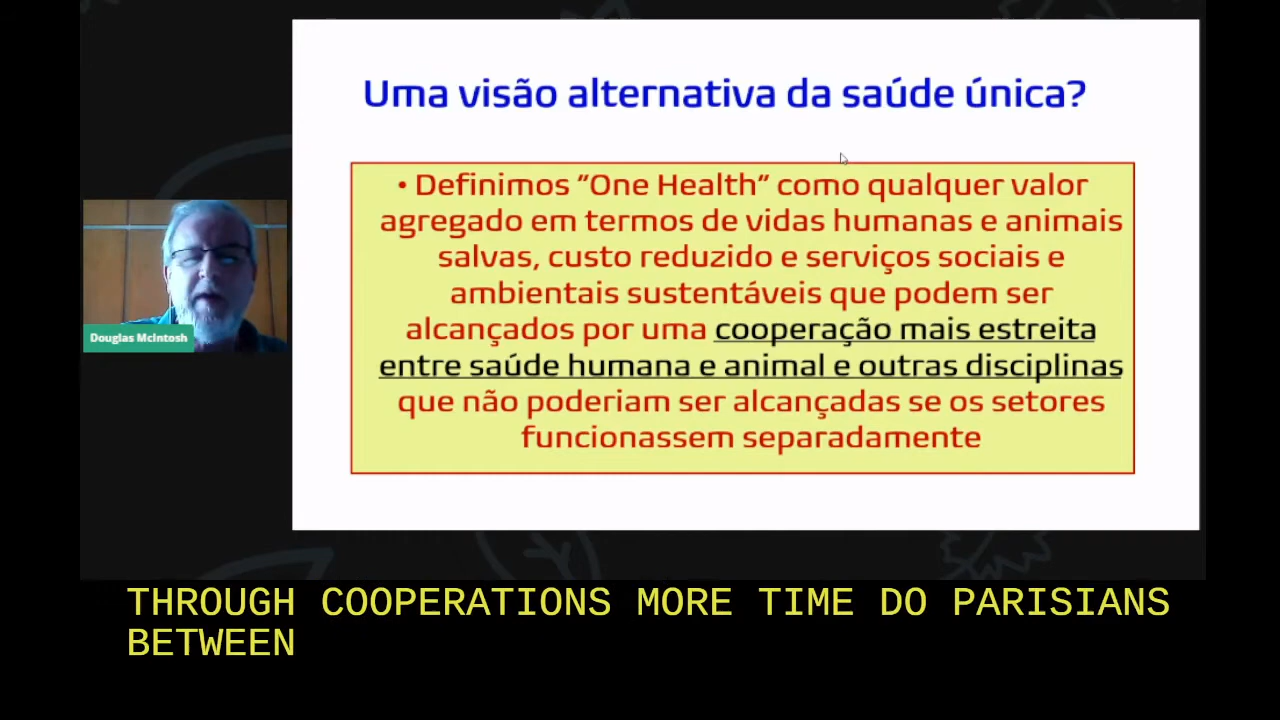 Uma visão alternativa da saúde única?
• Definimos “One Health” como qualquer valor
agregado em termos de vidas humanas e animais
salvas, custo reduzido e serviços sociais e
ambientais sustentáveis que podem ser
alcançados por uma cooperação mais estreita
entre saúde humana e animal e outras disciplinas
que não poderiam ser alcançadas se os setores
funcionassem separadamente
Douglas McIntosh
THROUGH COOPERATIONS MORE TIME DO PARISIANS
BETWEEN